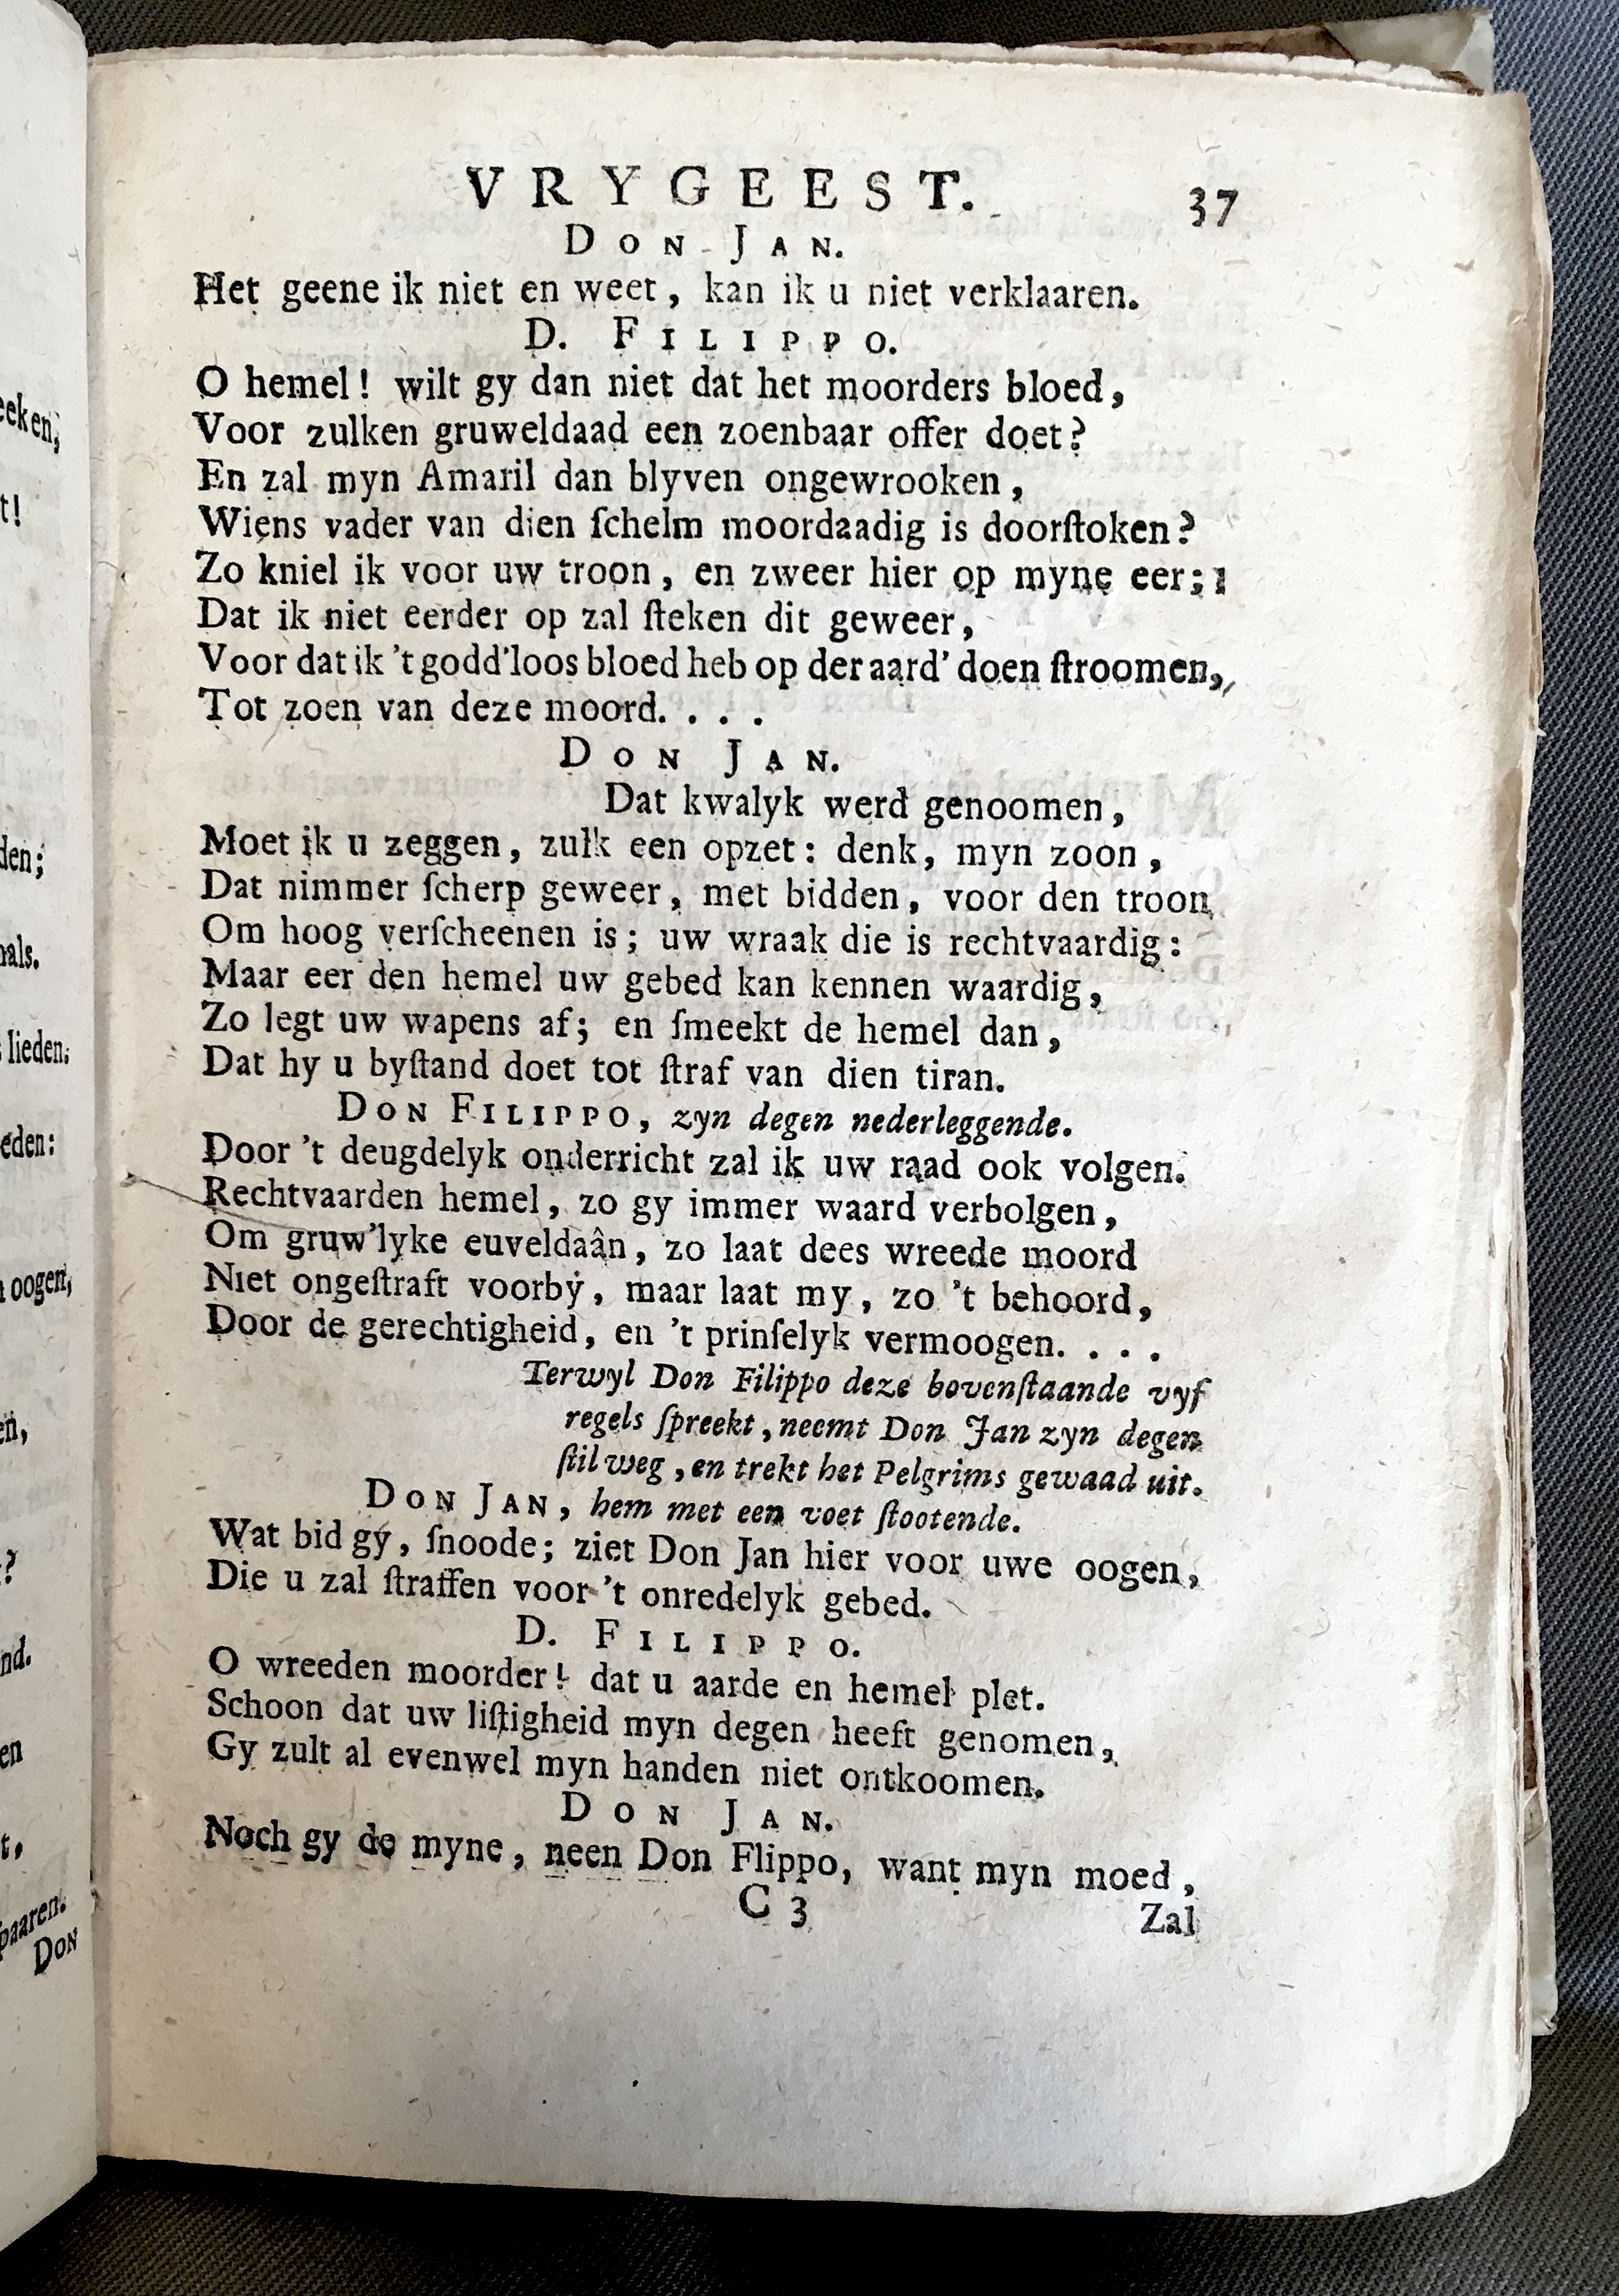 VRYGEEST. 37
DON JAN.
Het geene ik niet en weet, kan ik u niet verklaaren.
D. FILIPPO.
O hemel! wilt gy dan niet dat het moorders bloed,
Voor zulken gruweldaad een zoenbaar offer doet?
En zal myn Amaril dan blyven ongewrooken,
Wiens vader van dien ſchelm moordaadig is doorſtoken?
Zo kniel ik voor uw troon, en zweer hier op myne eer;
Dat ik niet eerder op zal ſteken dit geweer,
Voor dat ik 't godd'loos bloed heb op der aard' doen ſtroomen,
Tot zoen van deze moord. . . .
DON JAN.
Dat kwalyk werd genoomen,
Moet ik u zeggen, zulk een opzet: denk, myn zoon,
Dat nimmer ſcherp geweer, met bidden, voor den troon
Om hoog verſcheenen is; uw wraak die is rechtvaardig:
Maar eer den hemel uw gebed kan kennen waardig,
Zo legt uw wapens af; en ſmeekt de hemel dan,
Dat hy u byſtand doet tot ſtraf van dien tiran.
DON FILIPPO, zyn degen nederleggende.
Door 't deugdelyk onderricht zal ik uw raad ook volgen.
Rechtvaarden hemel, zo gy immer waard verbolgen,
Om gruw'lyke euveldaân, zo laat dees wreede moord
Niet ongeſtraft voorby, maar laat my, zo 't behoord,
Door de gerechtigheid, en 't prinſelyk vermoogen. . . .
Terwyl Don Filippo deze bovenſtaande vyf
regels ſpreekt, neemt Don Jan zyn degen
ſtil weg, en trekt het Pelgrims gewaad uit.
DON JAN, hem met een voet ſtootende.
Wat bid gy, ſnoode; ziet Don Jan hier voor uwe oogen,
Die u zal ſtraffen voor 't onredelyk gebed.
D. FILIPPO.
O wreeden moorder! dat u aarde en hemel plet.
Schoon dat uw liſtigheid myn degen heeft genomen,
Gy zult al evenwel myn handen niet ontkoomen.
DON JAN.
Noch gy de myne, neen Don Flippo, want myn moed,
C 3 Zal